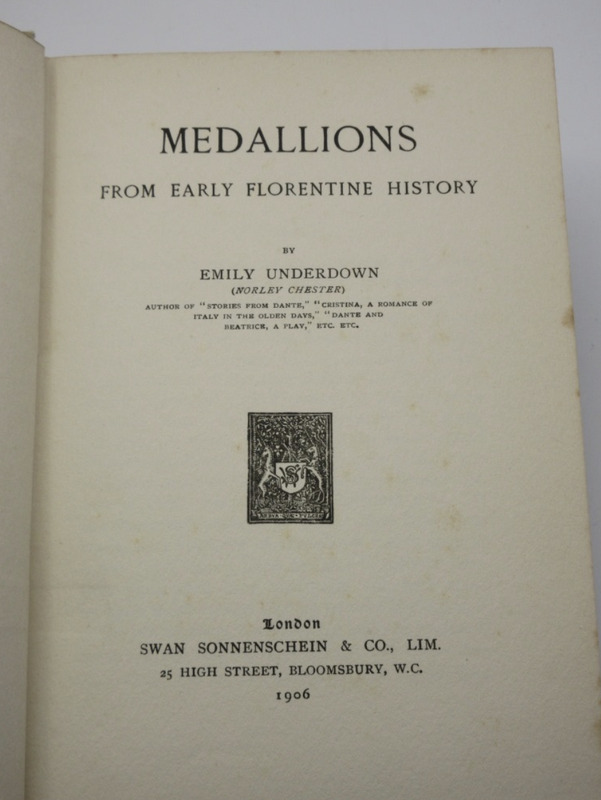 MEDALLIONS
FROM EARLY FLORENTINE HISTORY
BY
EMILY UNDERDOWN
(NORLEY CHESTER)
AUTHOR OF "STORIES FROM DANTE," "CRISTINA, A ROMANCE OF
ITALY IN THE OLDEN DAYS," "DANTE AND
BEATRICE, A PLAY," ETC. ETC.
London
SWAN SONNENSCHEIN & CO., LIM.
25 HIGH STREET, BLOOMSBURY, W.C.
1906